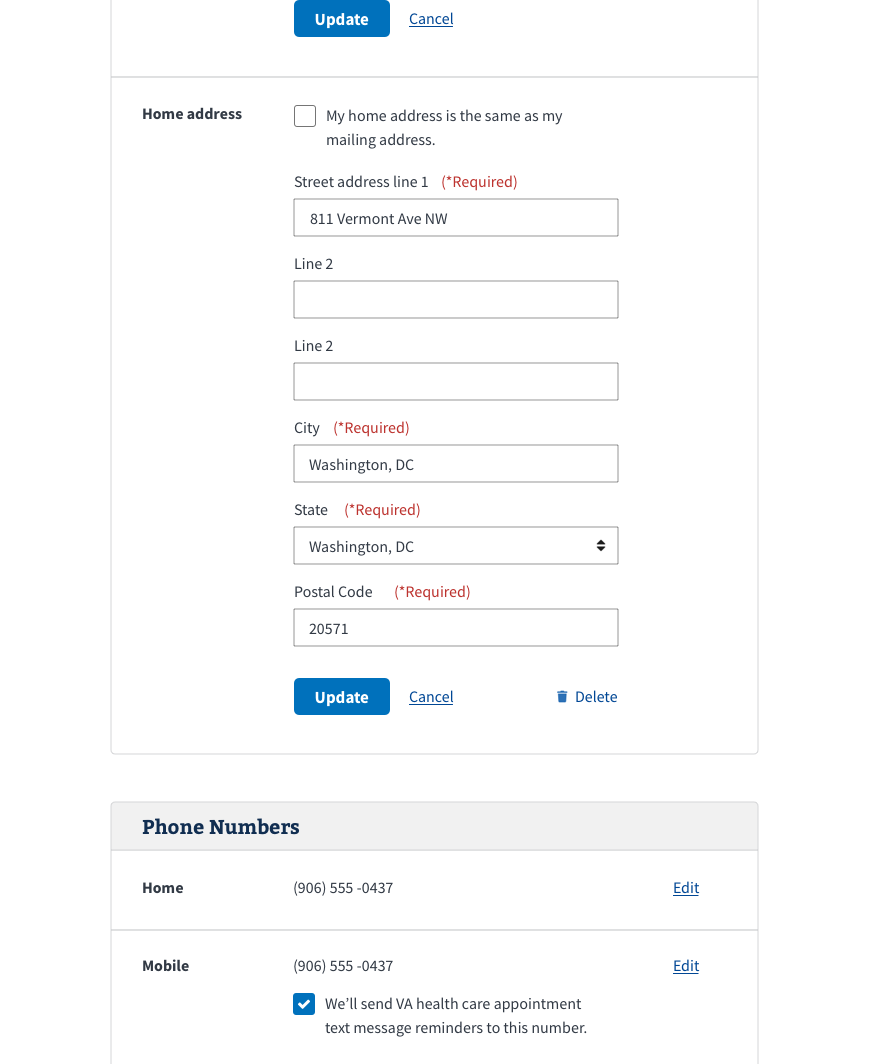 Update Cancel
Home address
My home address is the same as my
mailing address.
Street address line 1 (*Required)
811 Vermont Ave NW
Line 2
Line 2
City (*Required)
Washington, DC
State (*Required)
Washington, DC
Postal Code (*Required)
20571
Update Cancel Delete
Phone Numbers
Home (906) 555 -0437 Edit
Mobile (906) 555 -0437 Edit
We’ll send VA health care appointment
text message reminders to this number.